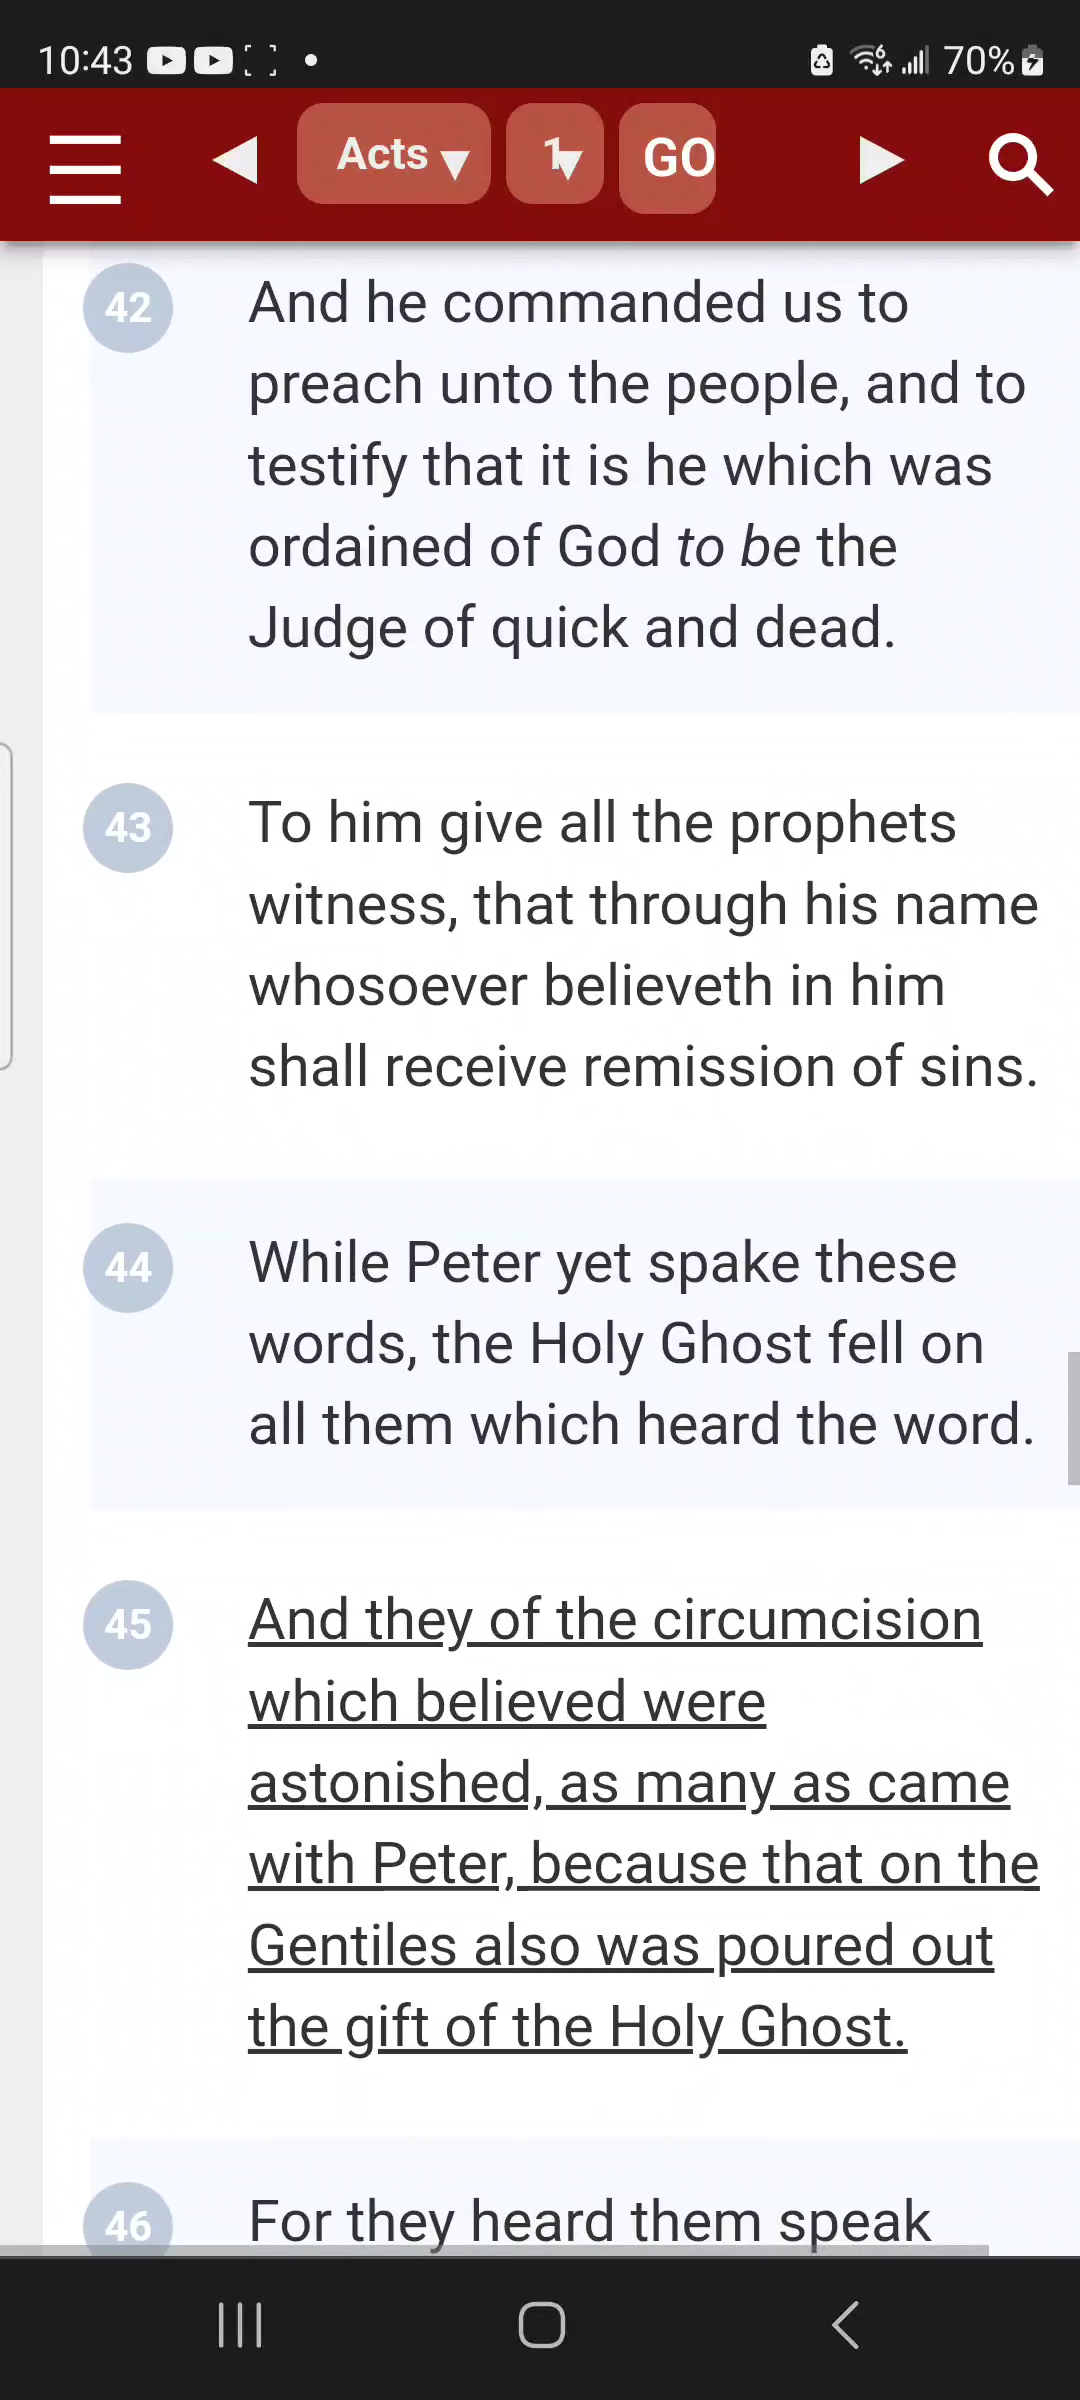 10:43
6
70%
Acts
1
GO
42
And he commanded us to
preach unto the people, and to
testify that it is he which was
ordained of God to be the
Judge of quick and dead.
43
To him give all the prophets
witness, that through his name
whosoever believeth in him
shall receive remission of sins.
44
While Peter yet spake these
words, the Holy Ghost fell on
all them which heard the word.
45
And they of the circumcision
which believed were
astonished, as many as came
with Peter, because that on the
Gentiles also was poured out
the gift of the Holy Ghost.
46
For they heard them speak